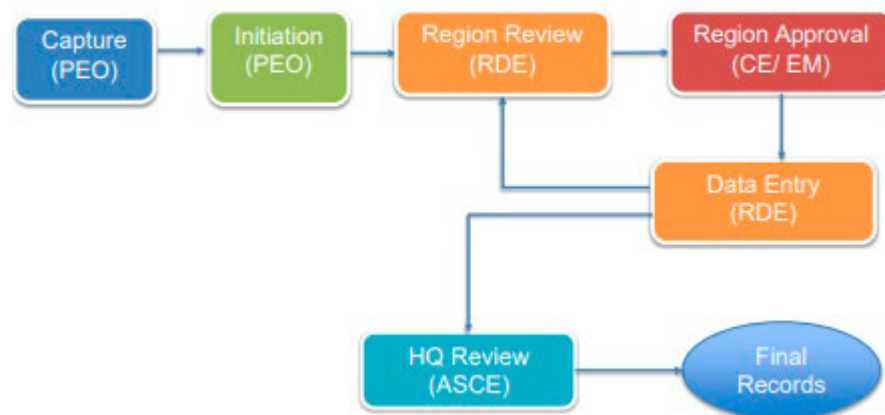 Capture
(PEO)
Initiation
(PEO)
Region Review
(RDE)
Region Approval
(CE/ EM)
Data Entry
(RDE)
HQ Review
(ASCE)
Final
Records